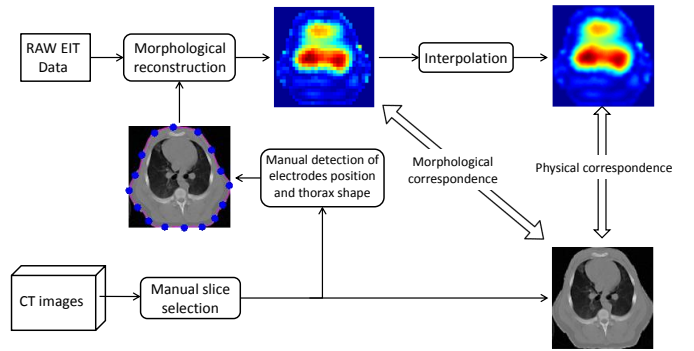 RAW EIT
Data
Morphological
reconstruction
Interpolation
Manual detection of
electrodes position
and thorax shape
Morphological
correspondence
Physical correspondence
CT images
Manual slice
selection